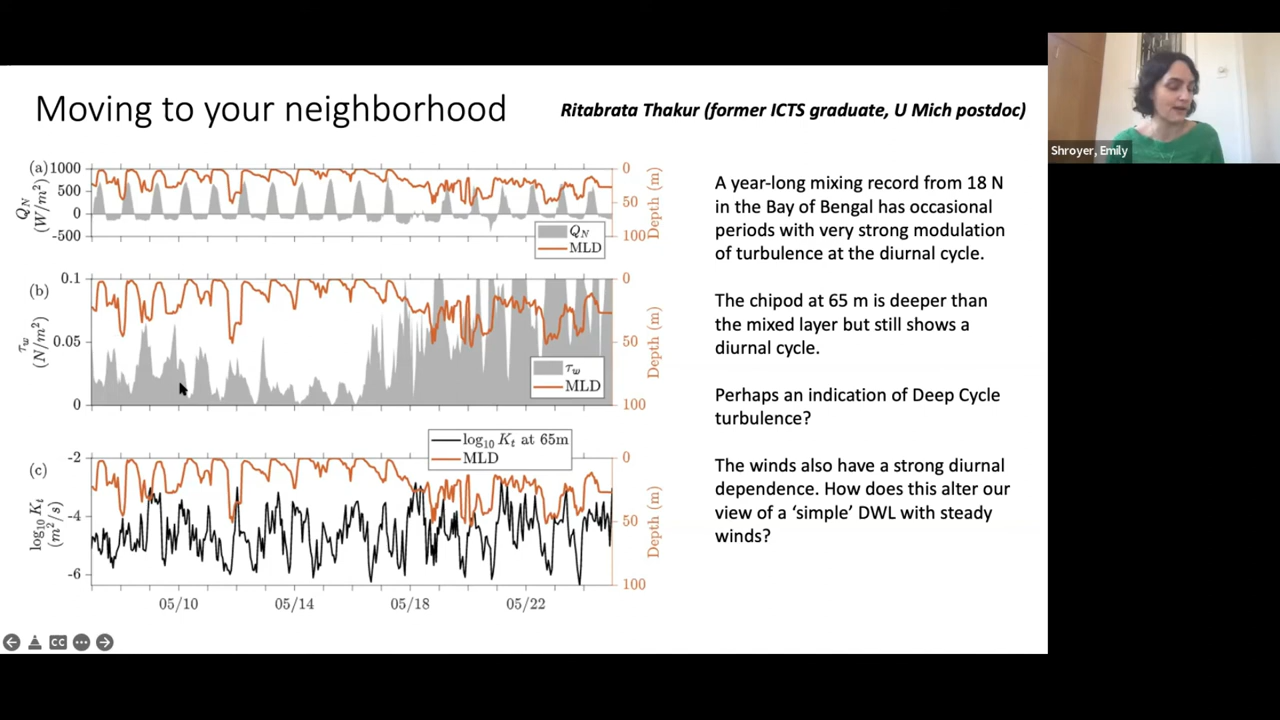 Moving to your neighborhood
Ritabrata Thakur (former ICTS graduate, U Mich postdoc)
Shroyer, Emily
(a)
1000
500
0
-500
Q_N
(W/m²)
0
50
100
Depth (m)
Q_N
MLD
(b)
0.1
0.05
0
τ_w
(N/m²)
0
50
100
Depth (m)
τ_w
MLD
(c)
-2
-4
-6
log₁₀ K_t
(m²/s)
0
50
100
Depth (m)
log₁₀ K_t at 65m
MLD
05/10
05/14
05/18
05/22
A year-long mixing record from 18 N
in the Bay of Bengal has occasional
periods with very strong modulation
of turbulence at the diurnal cycle.
The chipod at 65 m is deeper than
the mixed layer but still shows a
diurnal cycle.
Perhaps an indication of Deep Cycle
turbulence?
The winds also have a strong diurnal
dependence. How does this alter our
view of a ‘simple’ DWL with steady
winds?
CC